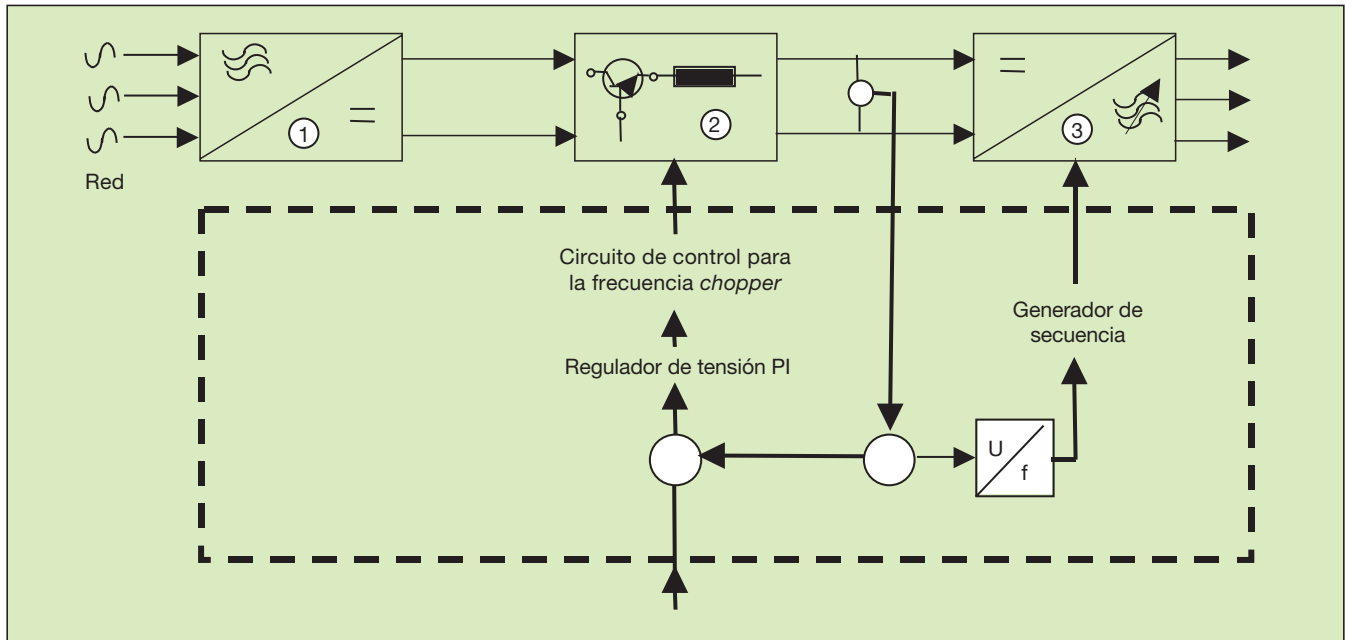 1
2
3
Red
Circuito de control para
la frecuencia chopper
Generador de
secuencia
Regulador de tensión PI
U
f